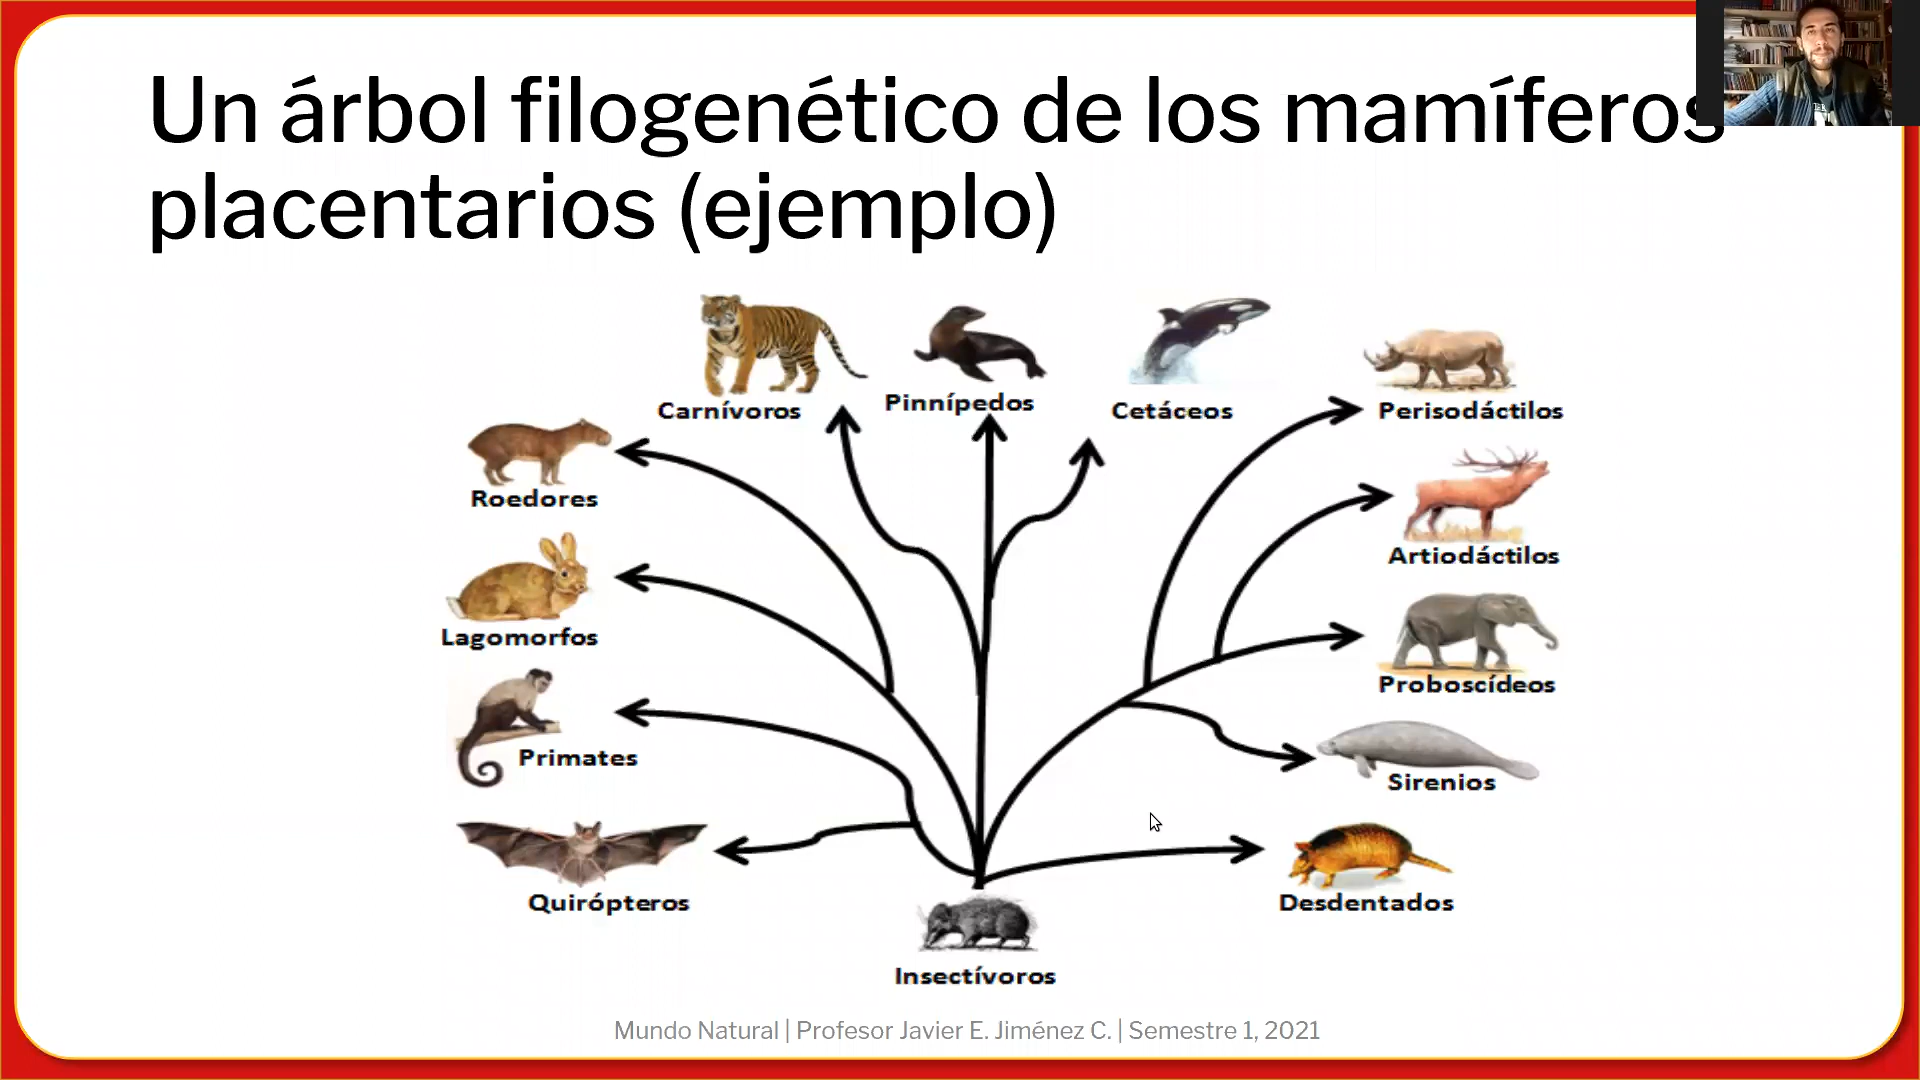 Un árbol filogenético de los mamíferos
placentarios (ejemplo)
Carnívoros
Pinnípedos
Cetáceos
Perisodáctilos
Roedores
Artiodáctilos
Lagomorfos
Proboscídeos
Primates
Sirenios
Quirópteros
Desdentados
Insectívoros
Mundo Natural | Profesor Javier E. Jiménez C. | Semestre 1, 2021